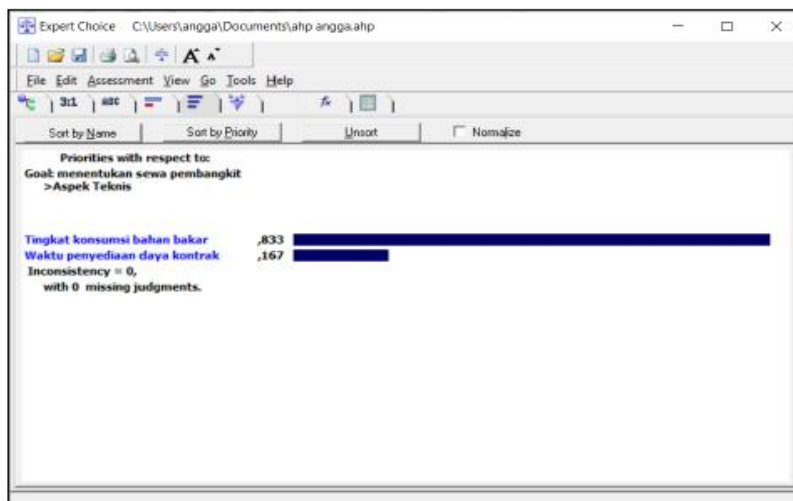 Expert Choice C:\Users\angga\Documents\ahp angga.ahp
A A
File Edit Assessment View Go Tools Help
3:1 ABC fx
Sort by Name Sort by Priority Unsort Normalize
Priorities with respect to:
Goal: menentukan sewa pembangkit
>Aspek Teknis
Tingkat konsumsi bahan bakar ,833
Waktu penyediaan daya kontrak ,167
Inconsistency = 0,
with 0 missing judgments.